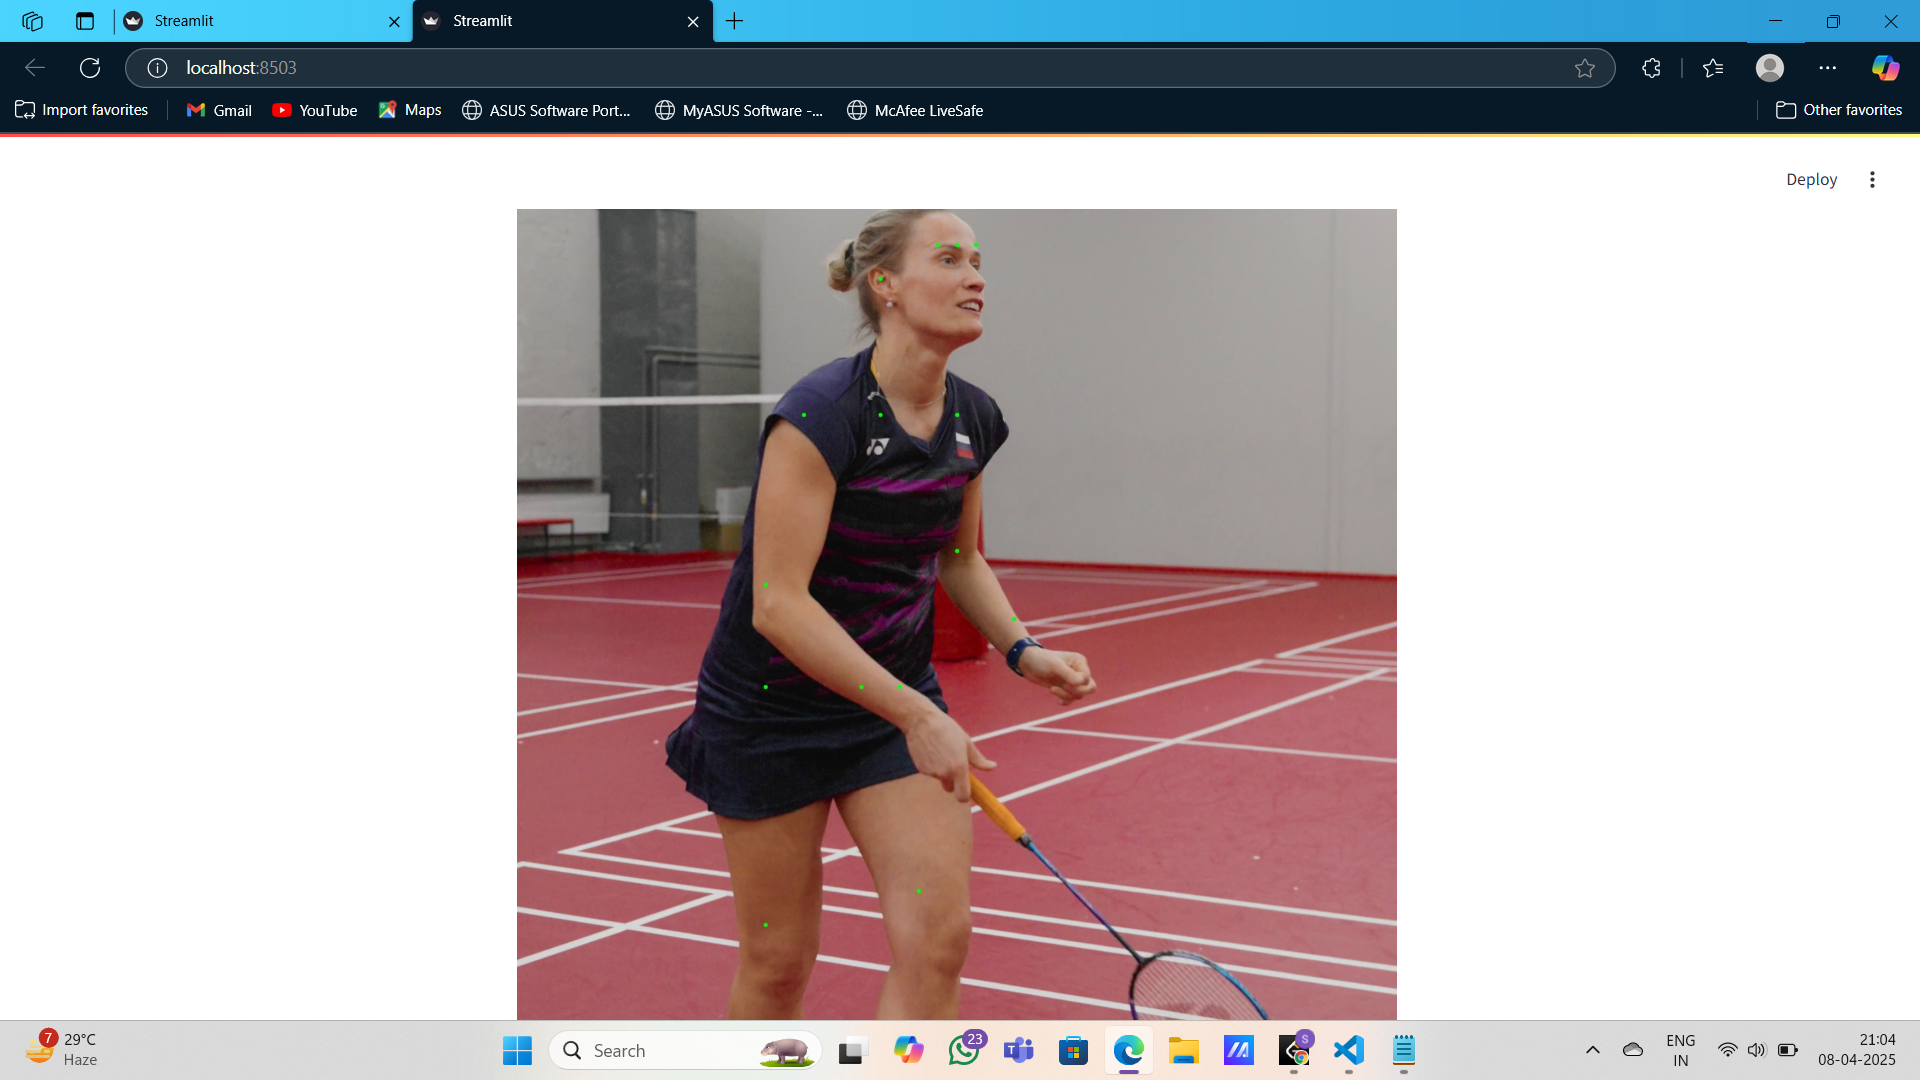 Streamlit
Streamlit
localhost:8503
Import favorites
Gmail
YouTube
Maps
ASUS Software Port...
MyASUS Software -...
McAfee LiveSafe
Other favorites
Deploy
7
29°C
Haze
Search
23
S
ENG
IN
21:04
08-04-2025